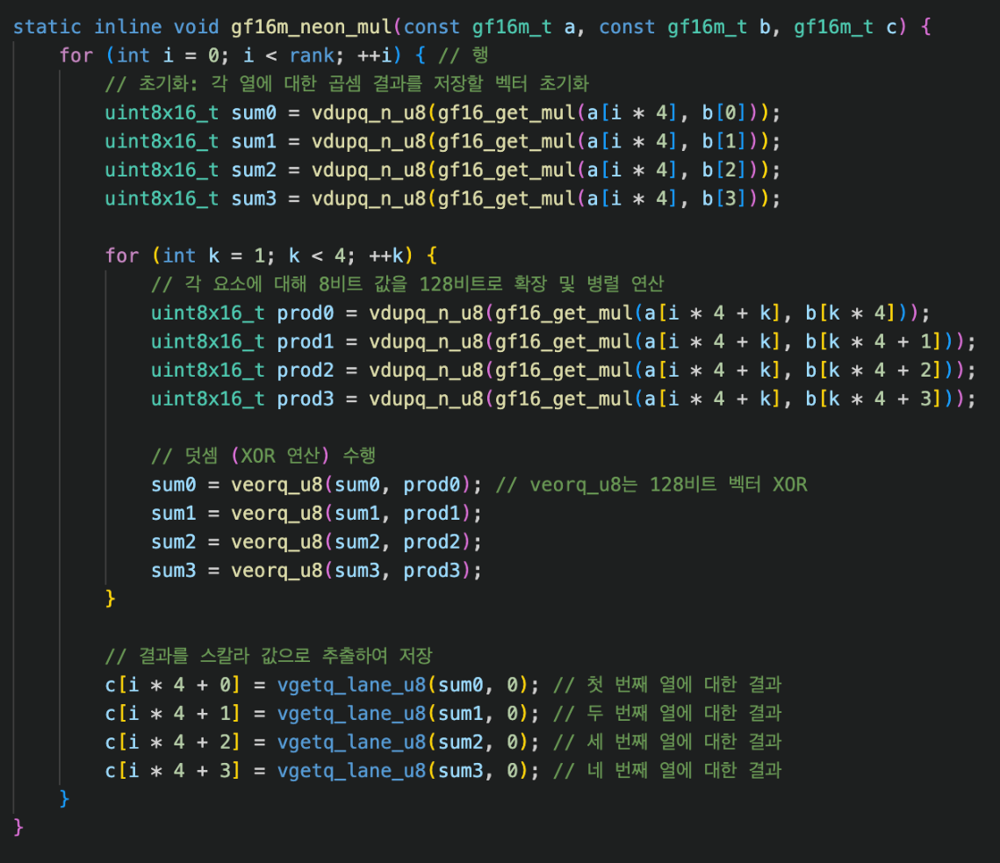 static inline void gf16m_neon_mul(const gf16m_t a, const gf16m_t b, gf16m_t c) {
    for (int i = 0; i < rank; ++i) { // 행
        // 초기화: 각 열에 대한 곱셈 결과를 저장할 벡터 초기화
        uint8x16_t sum0 = vdupq_n_u8(gf16_get_mul(a[i * 4], b[0]));
        uint8x16_t sum1 = vdupq_n_u8(gf16_get_mul(a[i * 4], b[1]));
        uint8x16_t sum2 = vdupq_n_u8(gf16_get_mul(a[i * 4], b[2]));
        uint8x16_t sum3 = vdupq_n_u8(gf16_get_mul(a[i * 4], b[3]));

        for (int k = 1; k < 4; ++k) {
            // 각 요소에 대해 8비트 값을 128비트로 확장 및 병렬 연산
            uint8x16_t prod0 = vdupq_n_u8(gf16_get_mul(a[i * 4 + k], b[k * 4]));
            uint8x16_t prod1 = vdupq_n_u8(gf16_get_mul(a[i * 4 + k], b[k * 4 + 1]));
            uint8x16_t prod2 = vdupq_n_u8(gf16_get_mul(a[i * 4 + k], b[k * 4 + 2]));
            uint8x16_t prod3 = vdupq_n_u8(gf16_get_mul(a[i * 4 + k], b[k * 4 + 3]));

            // 덧셈 (XOR 연산) 수행
            sum0 = veorq_u8(sum0, prod0); // veorq_u8는 128비트 벡터 XOR
            sum1 = veorq_u8(sum1, prod1);
            sum2 = veorq_u8(sum2, prod2);
            sum3 = veorq_u8(sum3, prod3);
        }

        // 결과를 스칼라 값으로 추출하여 저장
        c[i * 4 + 0] = vgetq_lane_u8(sum0, 0); // 첫 번째 열에 대한 결과
        c[i * 4 + 1] = vgetq_lane_u8(sum1, 0); // 두 번째 열에 대한 결과
        c[i * 4 + 2] = vgetq_lane_u8(sum2, 0); // 세 번째 열에 대한 결과
        c[i * 4 + 3] = vgetq_lane_u8(sum3, 0); // 네 번째 열에 대한 결과
    }
}